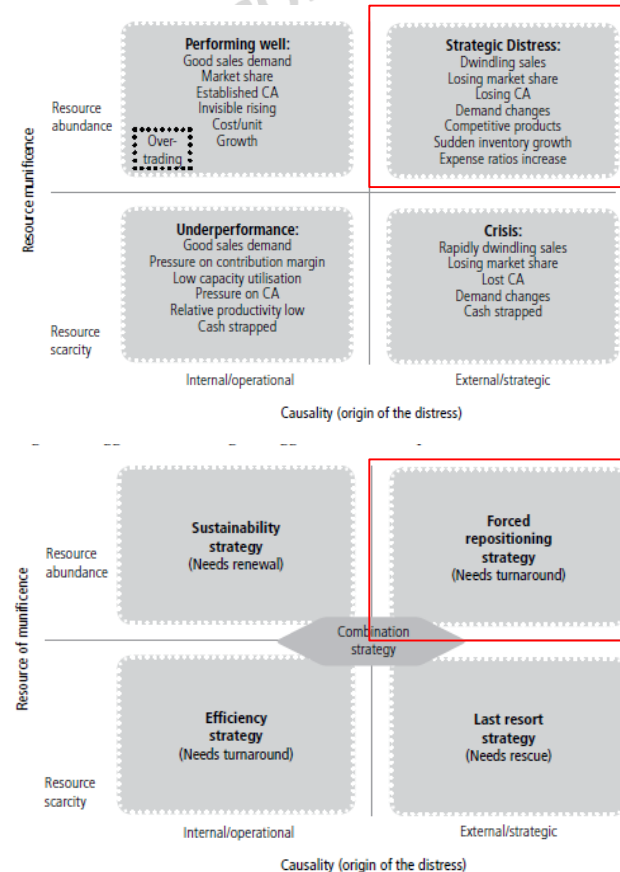 Performing well:
Good sales demand
Market share
Established CA
Invisible rising
Cost/unit
Growth
Over-
trading
Strategic Distress:
Dwindling sales
Losing market share
Losing CA
Demand changes
Competitive products
Sudden inventory growth
Expense ratios increase
Resource
abundance
Resource munificence
Underperformance:
Good sales demand
Pressure on contribution margin
Low capacity utilisation
Pressure on CA
Relative productivity low
Cash strapped
Crisis:
Rapidly dwindling sales
Losing market share
Lost CA
Demand changes
Cash strapped
Resource
scarcity
Internal/operational
External/strategic
Causality (origin of the distress)
Sustainability
strategy
(Needs renewal)
Forced
repositioning
strategy
(Needs turnaround)
Resource
abundance
Resource of munificence
Combination
strategy
Efficiency
strategy
(Needs turnaround)
Last resort
strategy
(Needs rescue)
Resource
scarcity
Internal/operational
External/strategic
Causality (origin of the distress)